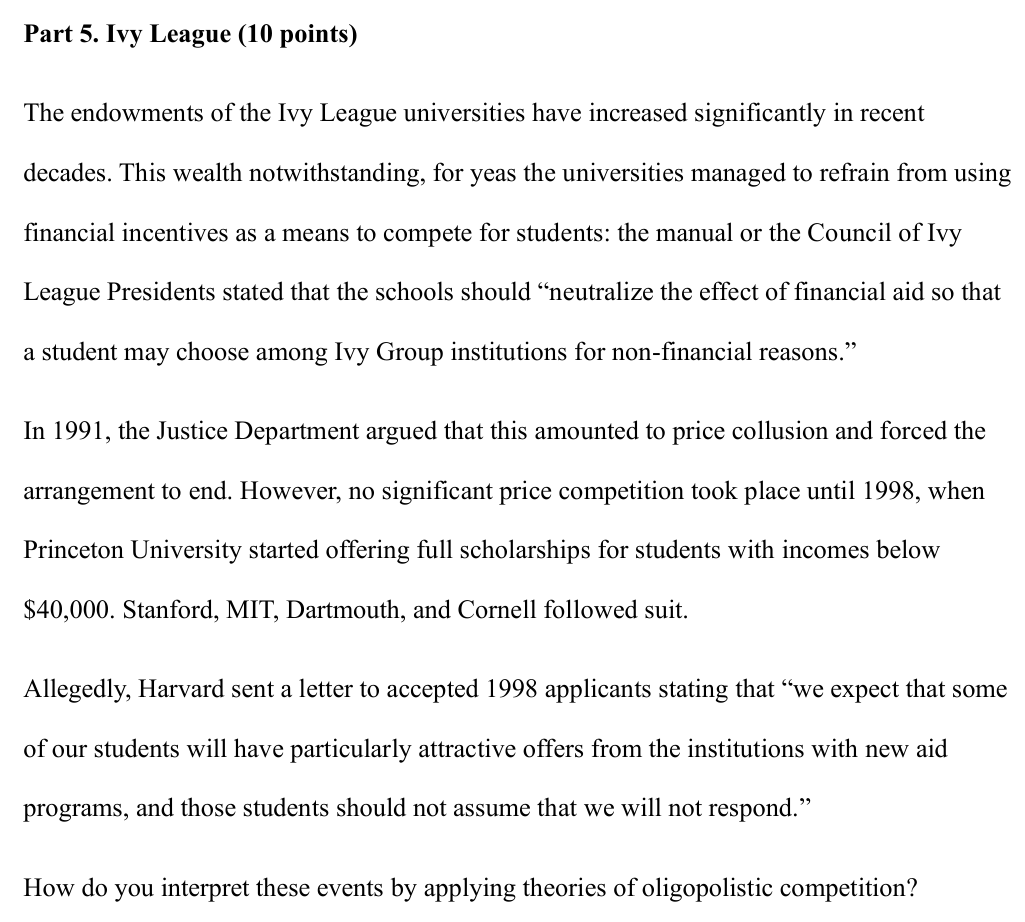 Part 5. Ivy League (10 points)
The endowments of the Ivy League universities have increased significantly in recent
decades. This wealth notwithstanding, for yeas the universities managed to refrain from using
financial incentives as a means to compete for students: the manual or the Council of Ivy
League Presidents stated that the schools should “neutralize the effect of financial aid so that
a student may choose among Ivy Group institutions for non-financial reasons.”
In 1991, the Justice Department argued that this amounted to price collusion and forced the
arrangement to end. However, no significant price competition took place until 1998, when
Princeton University started offering full scholarships for students with incomes below
$40,000. Stanford, MIT, Dartmouth, and Cornell followed suit.
Allegedly, Harvard sent a letter to accepted 1998 applicants stating that “we expect that some
of our students will have particularly attractive offers from the institutions with new aid
programs, and those students should not assume that we will not respond.”
How do you interpret these events by applying theories of oligopolistic competition?